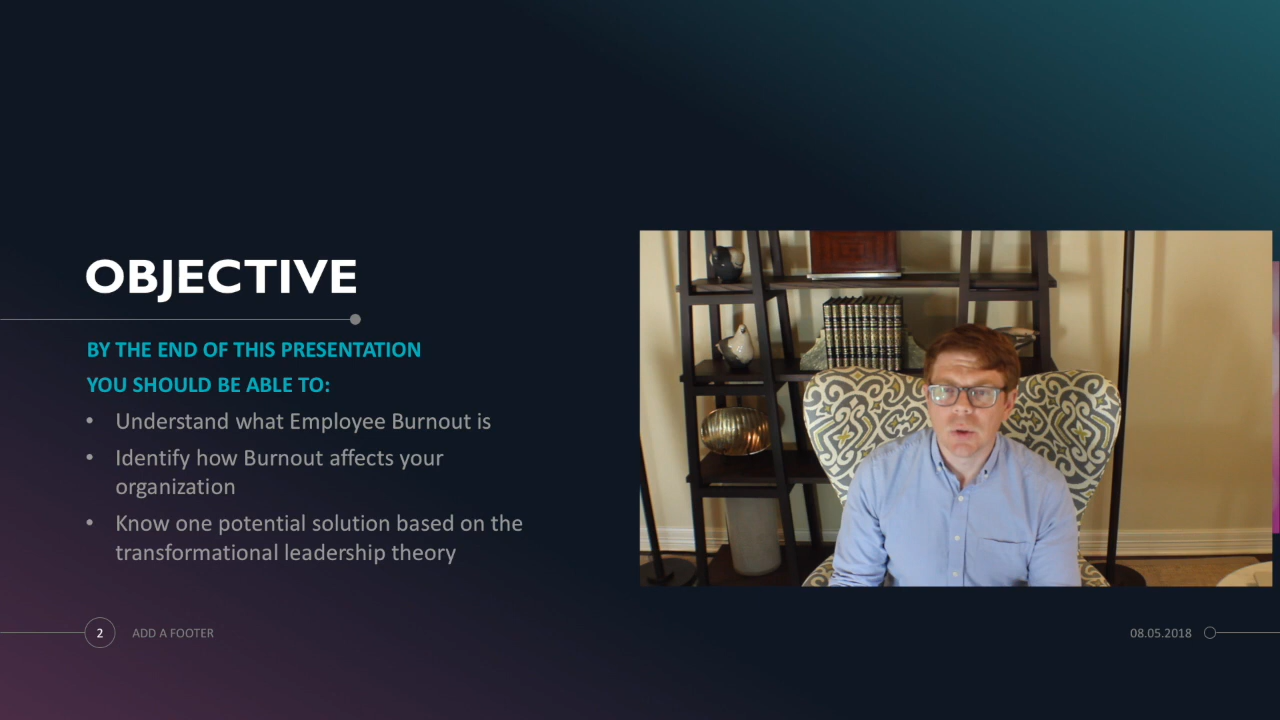 OBJECTIVE
BY THE END OF THIS PRESENTATION
YOU SHOULD BE ABLE TO:
• Understand what Employee Burnout is
• Identify how Burnout affects your
organization
• Know one potential solution based on the
transformational leadership theory
2 ADD A FOOTER
08.05.2018